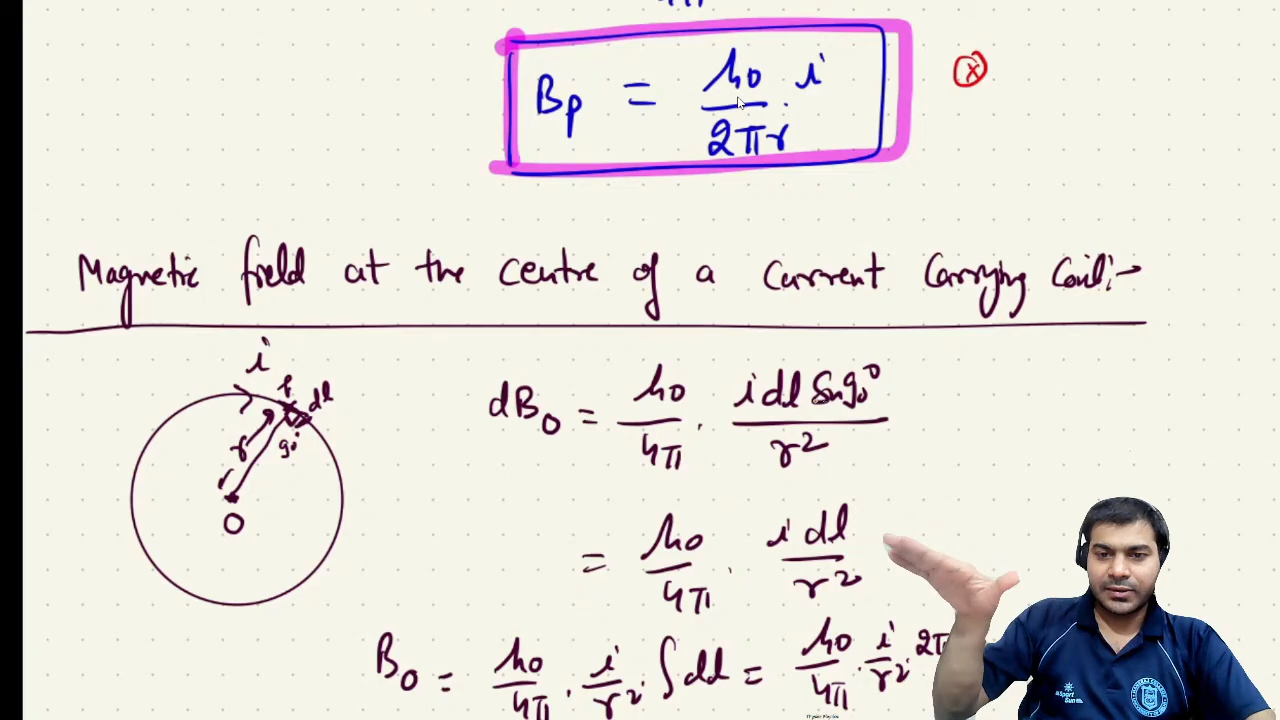 B_P = μ₀ i / 2πr ⊗
Magnetic field at the centre of a current carrying coil:-
i
P dl
r 90°
O
dB₀ = μ₀/4π · i dl Sin90°/r²
= μ₀/4π · i dl/r²
B₀ = μ₀/4π · i/r² · ∫dl = μ₀/4π · i/r² · 2π